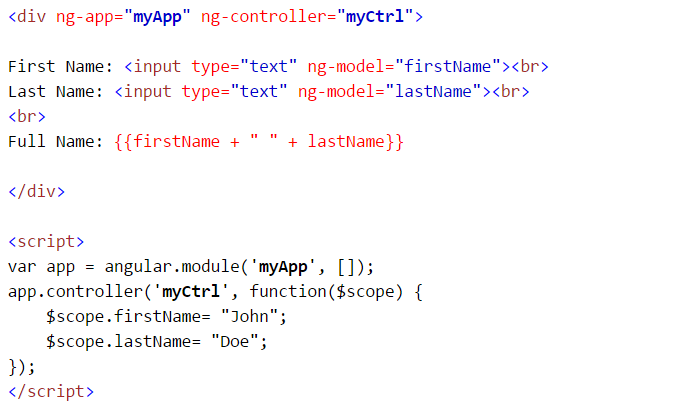 <div ng-app="myApp" ng-controller="myCtrl">
First Name: <input type="text" ng-model="firstName"><br>
Last Name: <input type="text" ng-model="lastName"><br>
<br>
Full Name: {{firstName + " " + lastName}}
</div>
<script>
var app = angular.module('myApp', []);
app.controller('myCtrl', function($scope) {
    $scope.firstName= "John";
    $scope.lastName= "Doe";
});
</script>